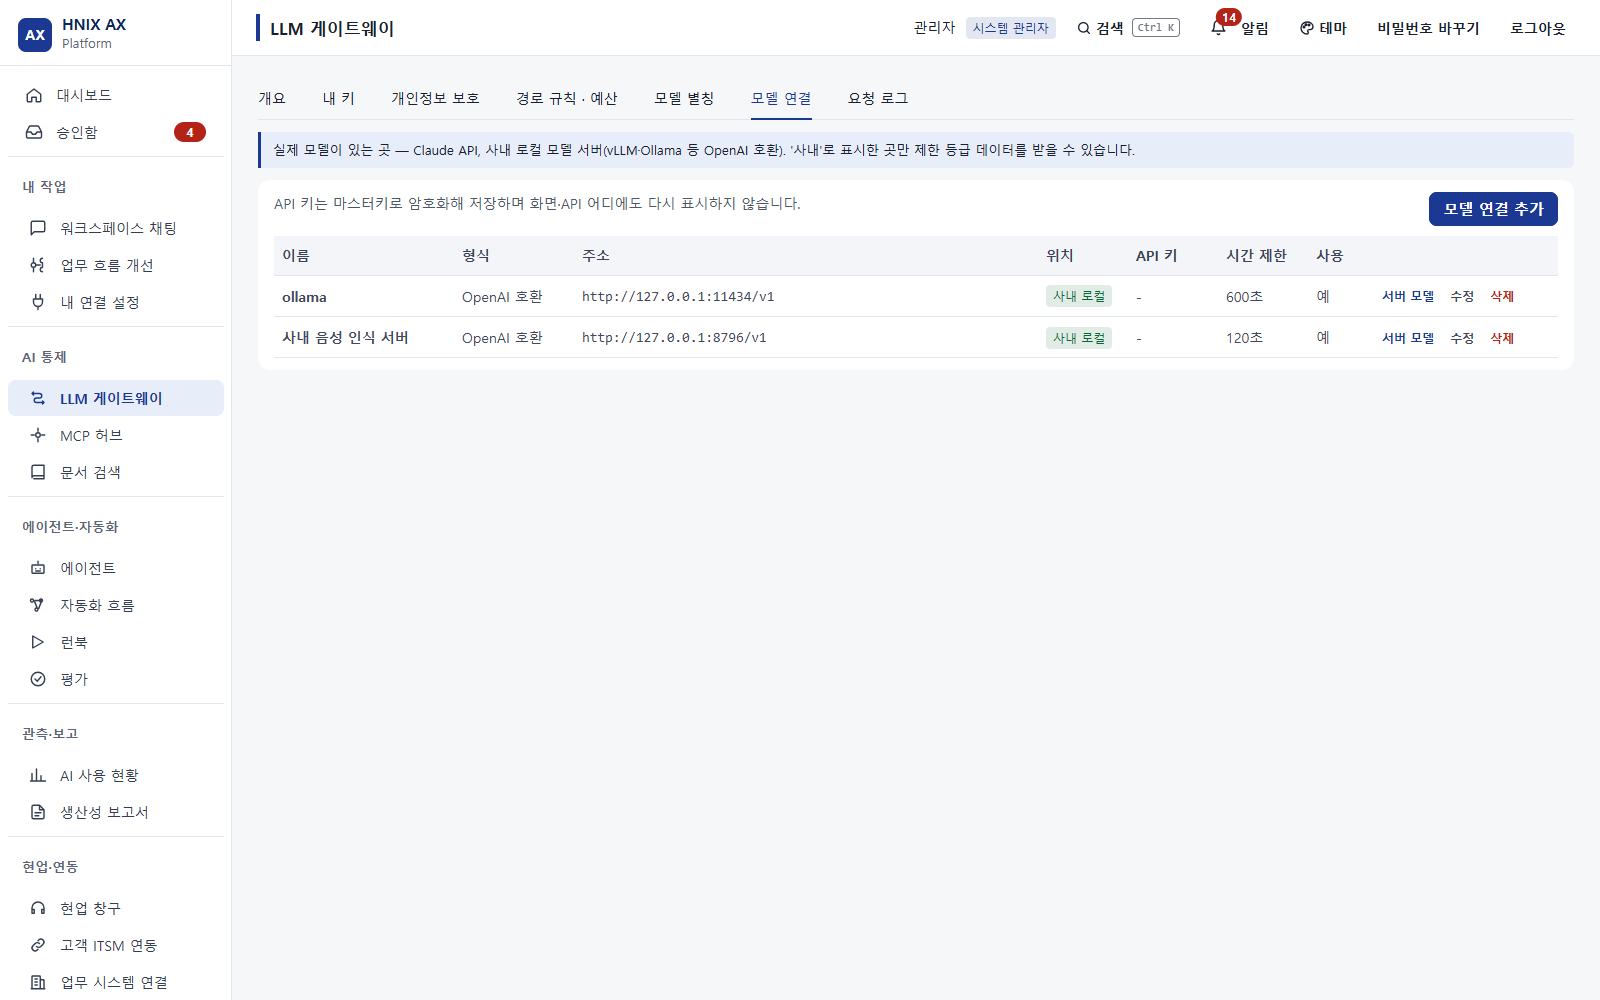 AX
HNIX AX
Platform
대시보드
승인함
4
내 작업
워크스페이스 채팅
업무 흐름 개선
내 연결 설정
AI 통제
LLM 게이트웨이
MCP 허브
문서 검색
에이전트·자동화
에이전트
자동화 흐름
런북
평가
관측·보고
AI 사용 현황
생산성 보고서
현업·연동
현업 창구
고객 ITSM 연동
업무 시스템 연결
LLM 게이트웨이
관리자 시스템 관리자 검색 Ctrl K 14 알림 테마 비밀번호 바꾸기 로그아웃
개요 내 키 개인정보 보호 경로 규칙 · 예산 모델 별칭 모델 연결 요청 로그
실제 모델이 있는 곳 — Claude API, 사내 로컬 모델 서버(vLLM·Ollama 등 OpenAI 호환). '사내'로 표시한 곳만 제한 등급 데이터를 받을 수 있습니다.
API 키는 마스터키로 암호화해 저장하며 화면·API 어디에도 다시 표시하지 않습니다.
모델 연결 추가
이름 형식 주소 위치 API 키 시간 제한 사용
ollama OpenAI 호환 http://127.0.0.1:11434/v1 사내 로컬 - 600초 예 서버 모델 수정 삭제
사내 음성 인식 서버 OpenAI 호환 http://127.0.0.1:8796/v1 사내 로컬 - 120초 예 서버 모델 수정 삭제